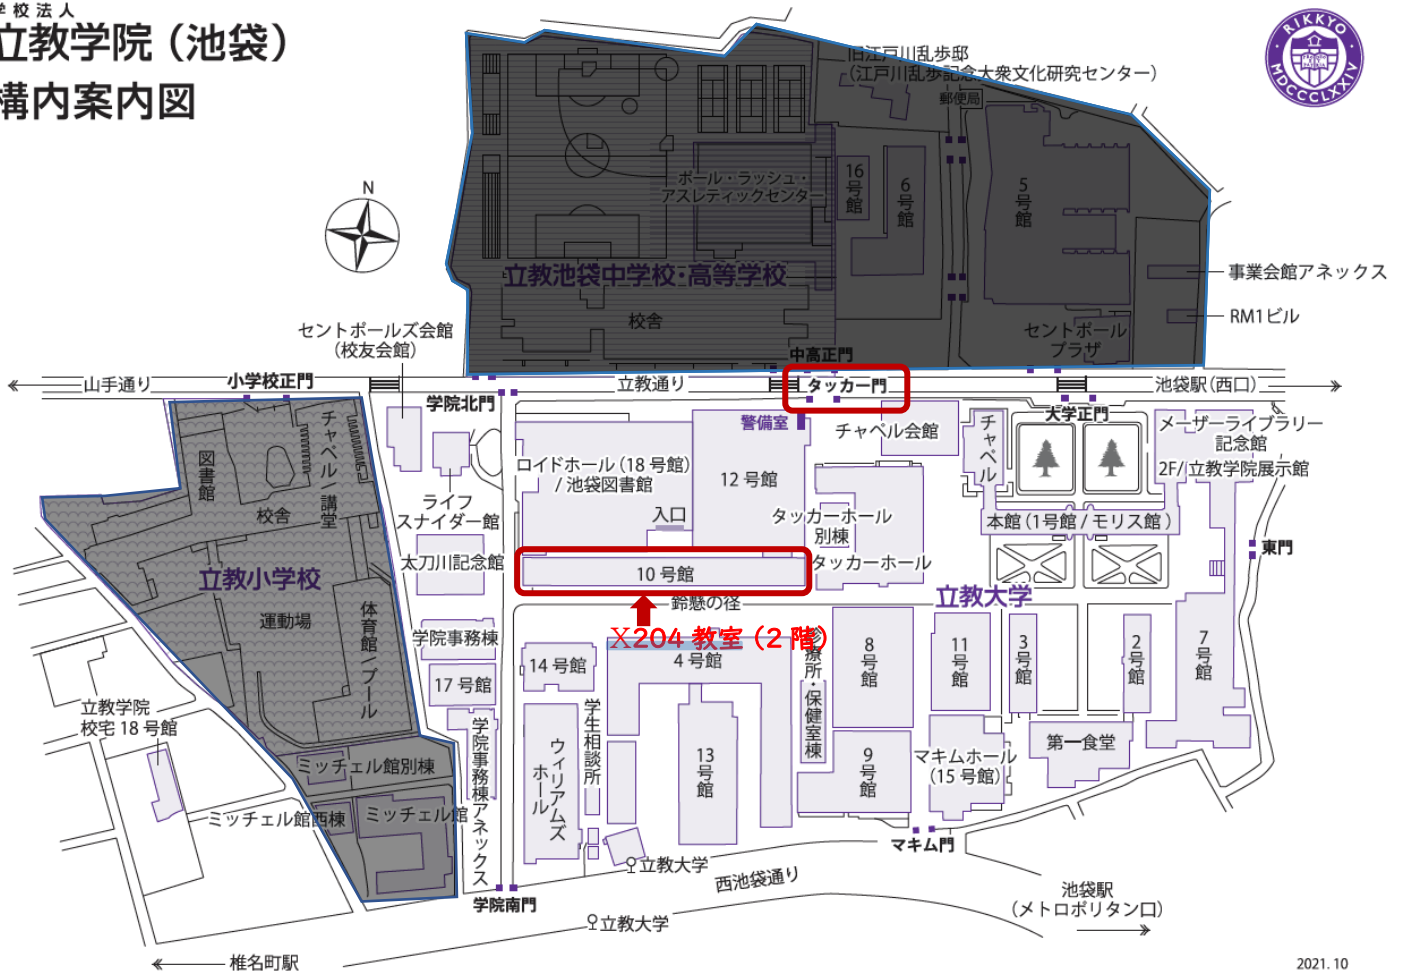 学校法人
立教学院（池袋）
構内案内図
RIKKYO
MDCCCLXXIV
N
旧江戸川乱歩邸
（江戸川乱歩記念大衆文化研究センター）
郵便局
ポール・ラッシュ・
アスレティックセンター
16号館
6号館
5号館
立教池袋中学校・高等学校
校舎
セントポール
プラザ
事業会館アネックス
RM1ビル
セントポールズ会館
（校友会館）
中高正門
山手通り
小学校正門
立教通り
タッカー門
池袋駅（西口）
学院北門
大学正門
警備室
チャペル会館
チャペル
メーザーライブラリー
記念館
2F/ 立教学院展示館
図書館
チャペル/講堂
校舎
ライフ
スナイダー館
ロイドホール（18号館）
/ 池袋図書館
12号館
入口
タッカーホール
別棟
タッカーホール
本館（1号館 / モリス館）
東門
太刀川記念館
10号館
立教小学校
運動場
体育館/プール
鈴懸の径
立教大学
X204 教室（2 階）
学院事務棟
14号館
4号館
診療所・保健室棟
8号館
11号館
3号館
2号館
7号館
17号館
立教学院
校宅 18号館
学院事務棟アネックス
ウィリアムズホール
学生相談所
13号館
9号館
マキムホール
（15号館）
第一食堂
ミッチェル館別棟
ミッチェル館西棟
ミッチェル館
マキム門
立教大学
西池袋通り
学院南門
立教大学
池袋駅
（メトロポリタン口）
椎名町駅
2021.10